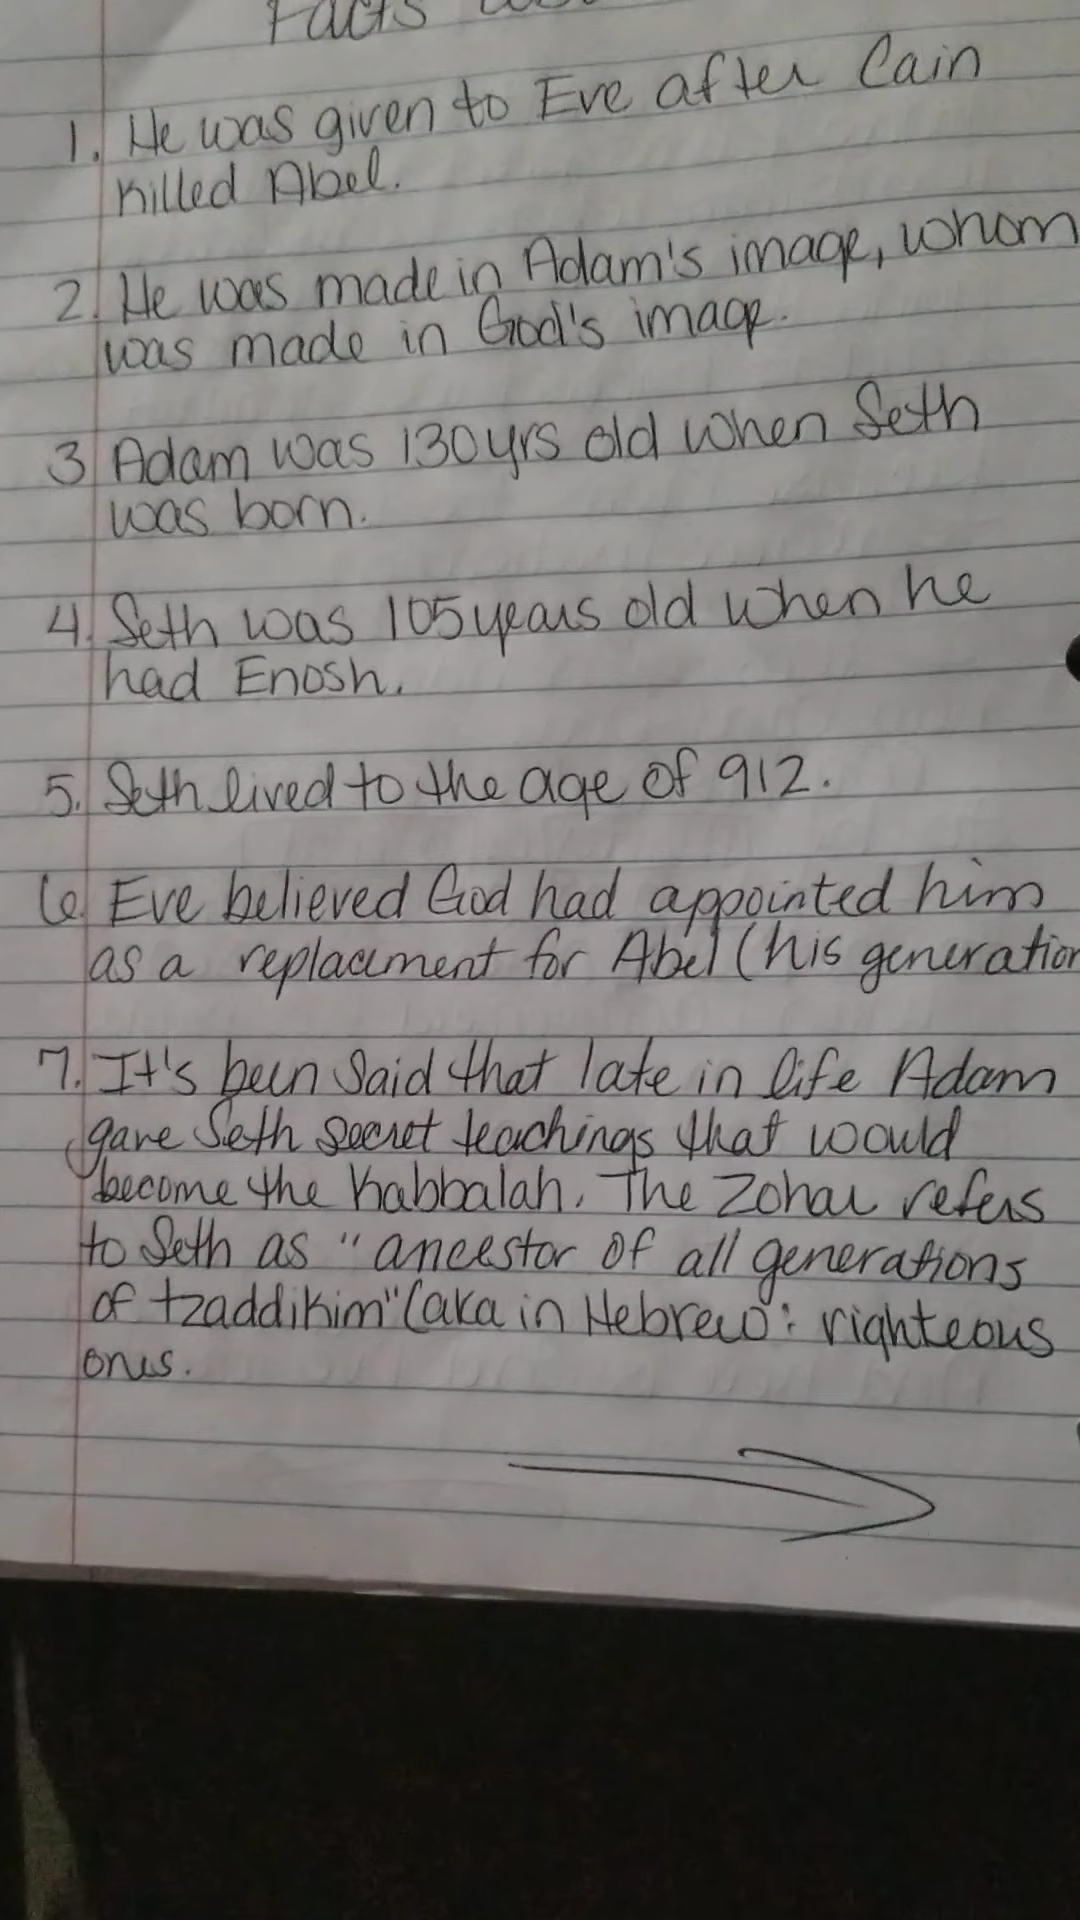 Facts
1. He was given to Eve after Cain
killed Abel.
2. He was made in Adam's image, whom
was made in God's image.
3 Adam was 130yrs old when Seth
was born.
4. Seth was 105 years old when he
had Enosh.
5. Seth lived to the age of 912.
6. Eve believed God had appointed him
as a replacement for Abel (his generation
7. It's been said that late in life Adam
gave Seth secret teachings that would
become the Kabbalah. The Zohar refers
to Seth as "ancestor of all generations
of tzaddikim" (aka in Hebrew: righteous
ones.